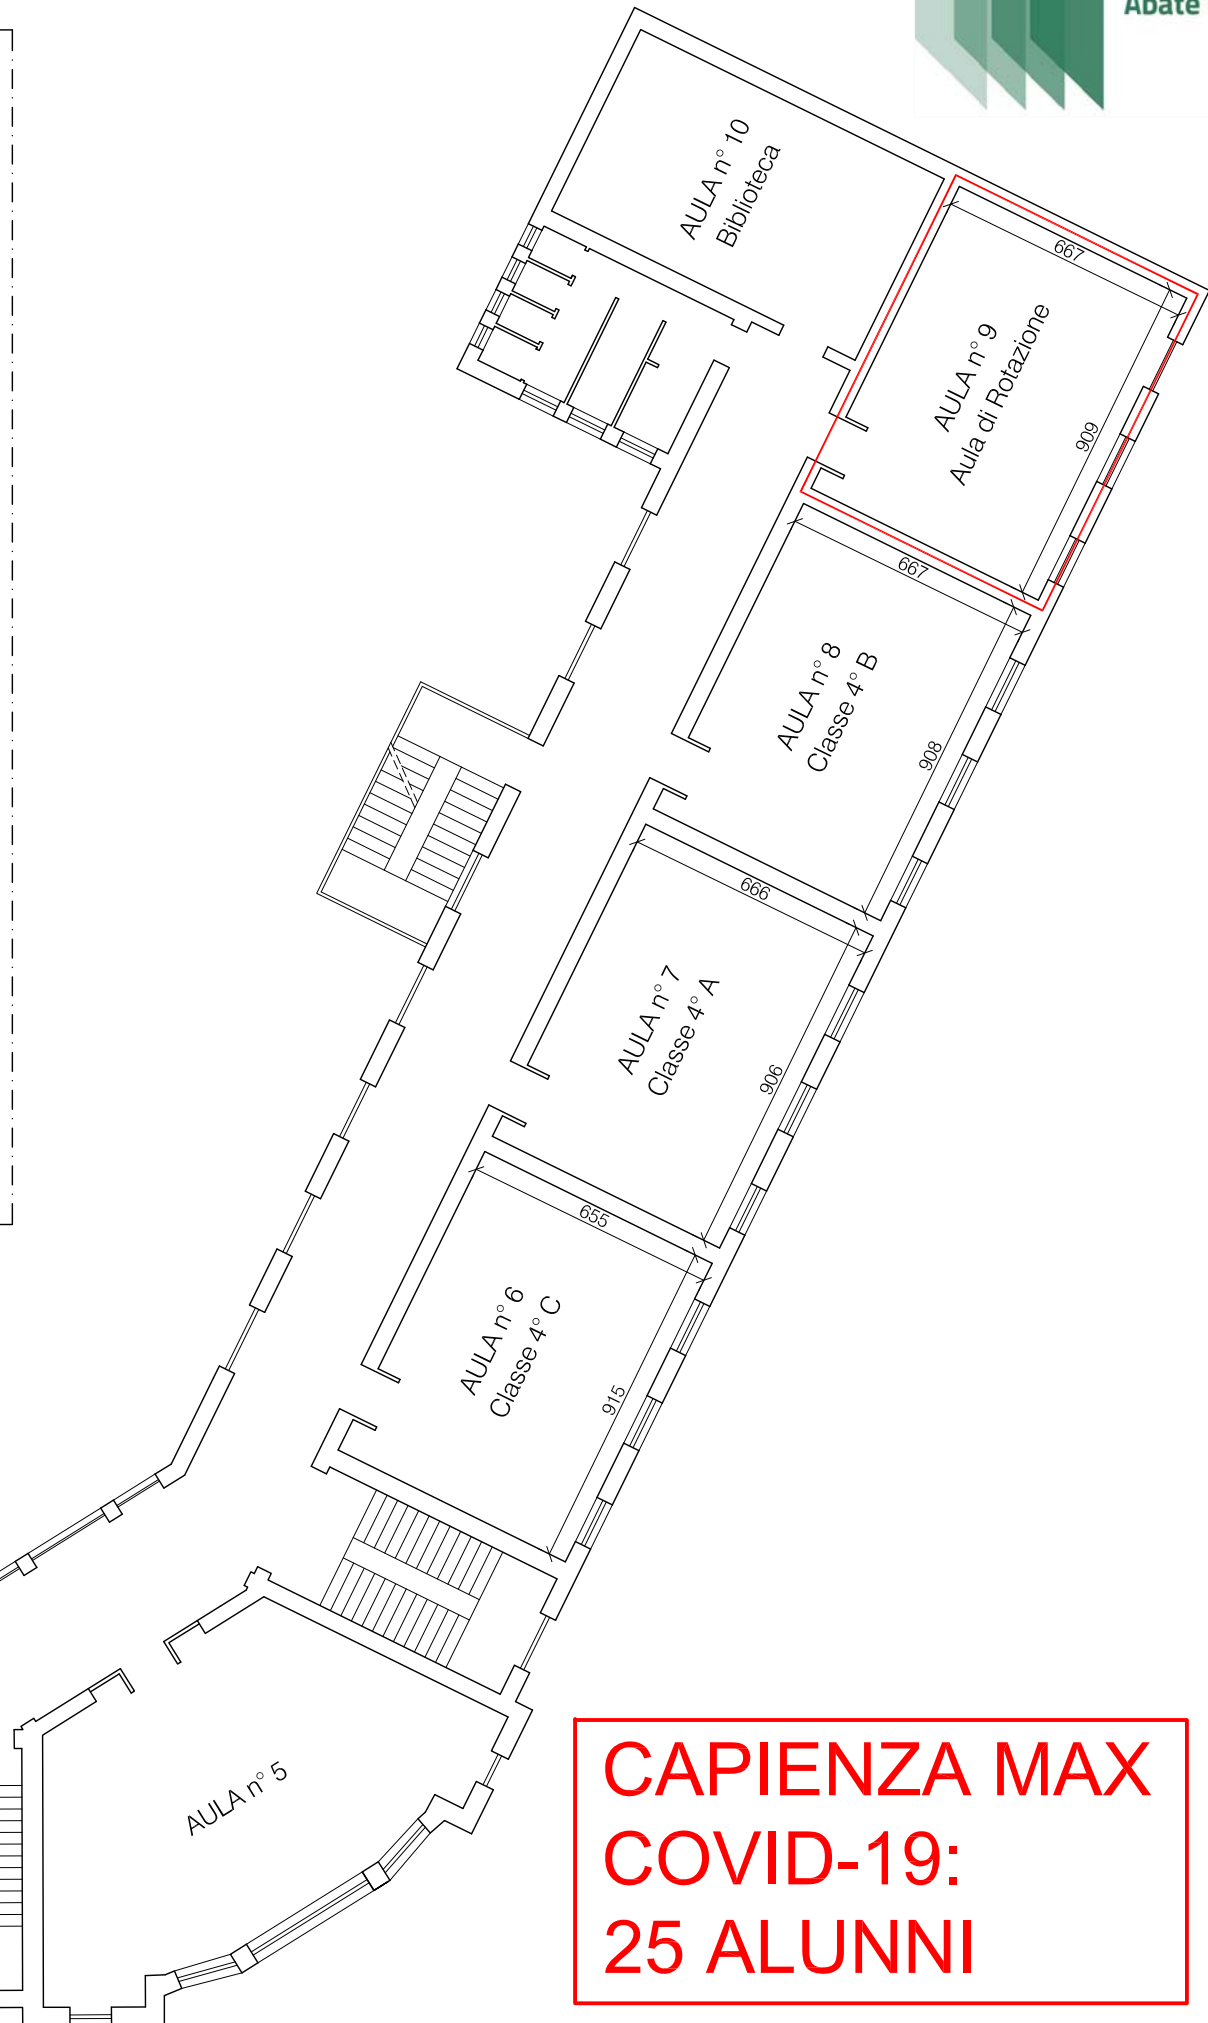 Abate
AULA n° 10
Biblioteca
667
AULA n° 9
Aula di Rotazione
909
667
AULA n° 8
Classe 4° B
908
666
AULA n° 7
Classe 4° A
906
655
AULA n° 6
Classe 4° C
915
AULA n° 5
CAPIENZA MAX
COVID-19:
25 ALUNNI